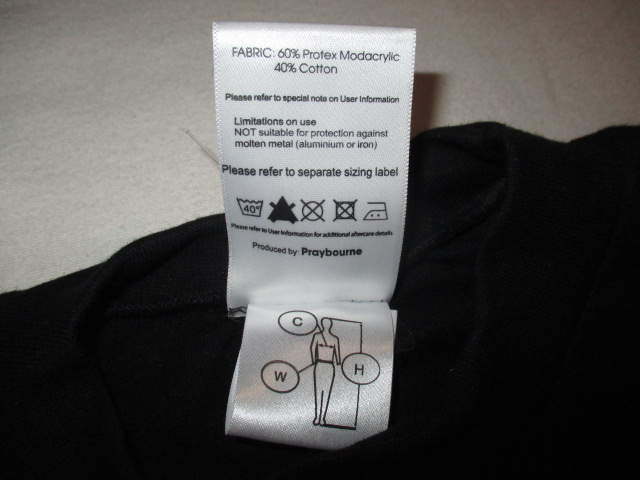 FABRIC: 60% Protex Modacrylic
40% Cotton
Please refer to special note on User Information
Limitations on use
NOT suitable for protection against
molten metal (aluminium or iron)
Please refer to separate sizing label
40°
Please refer to User Information for additional aftercare details.
Produced by Praybourne
C
W
H